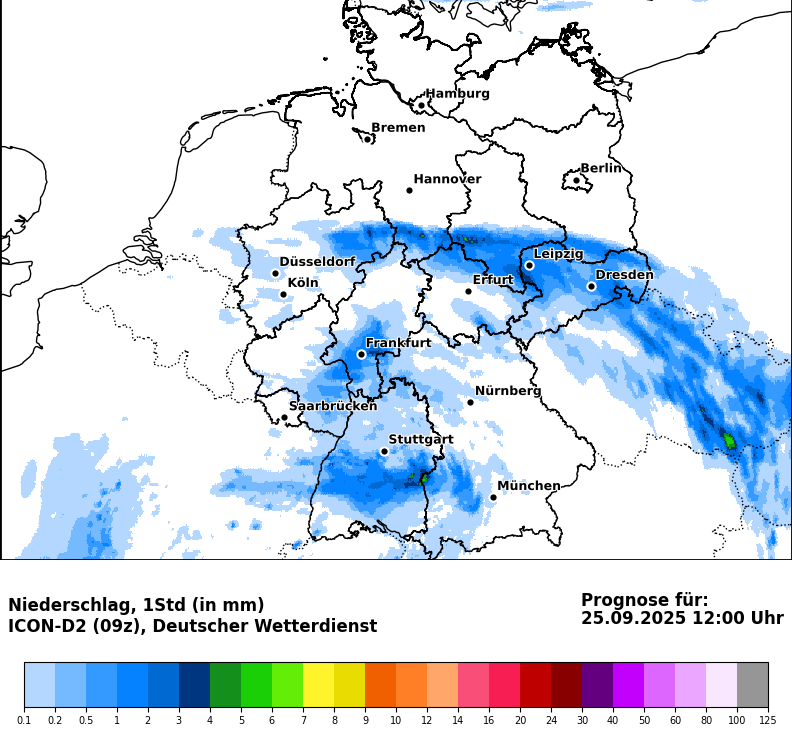 Hamburg
Bremen
Berlin
Hannover
Leipzig
Düsseldorf
Dresden
Köln
Erfurt
Frankfurt
Nürnberg
Saarbrücken
Stuttgart
München
Niederschlag, 1Std (in mm)
ICON-D2 (09z), Deutscher Wetterdienst
Prognose für:
25.09.2025 12:00 Uhr
0.1 0.2 0.5 1 2 3 4 5 6 7 8 9 10 12 14 16 20 24 30 40 50 60 80 100 125